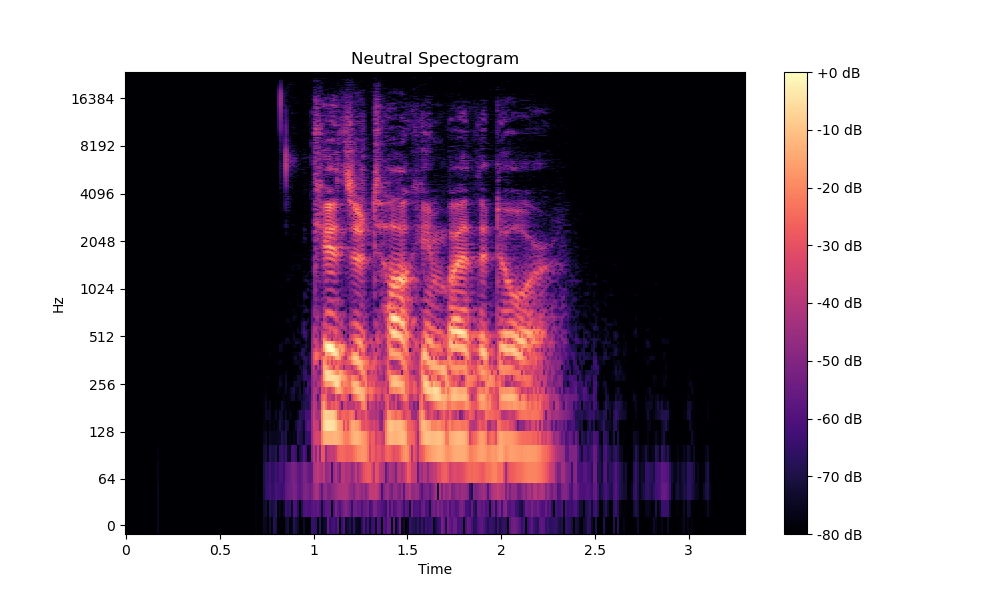 Neutral Spectogram
Hz
16384
8192
4096
2048
1024
512
256
128
64
0
0 0.5 1 1.5 2 2.5 3
Time
+0 dB
-10 dB
-20 dB
-30 dB
-40 dB
-50 dB
-60 dB
-70 dB
-80 dB